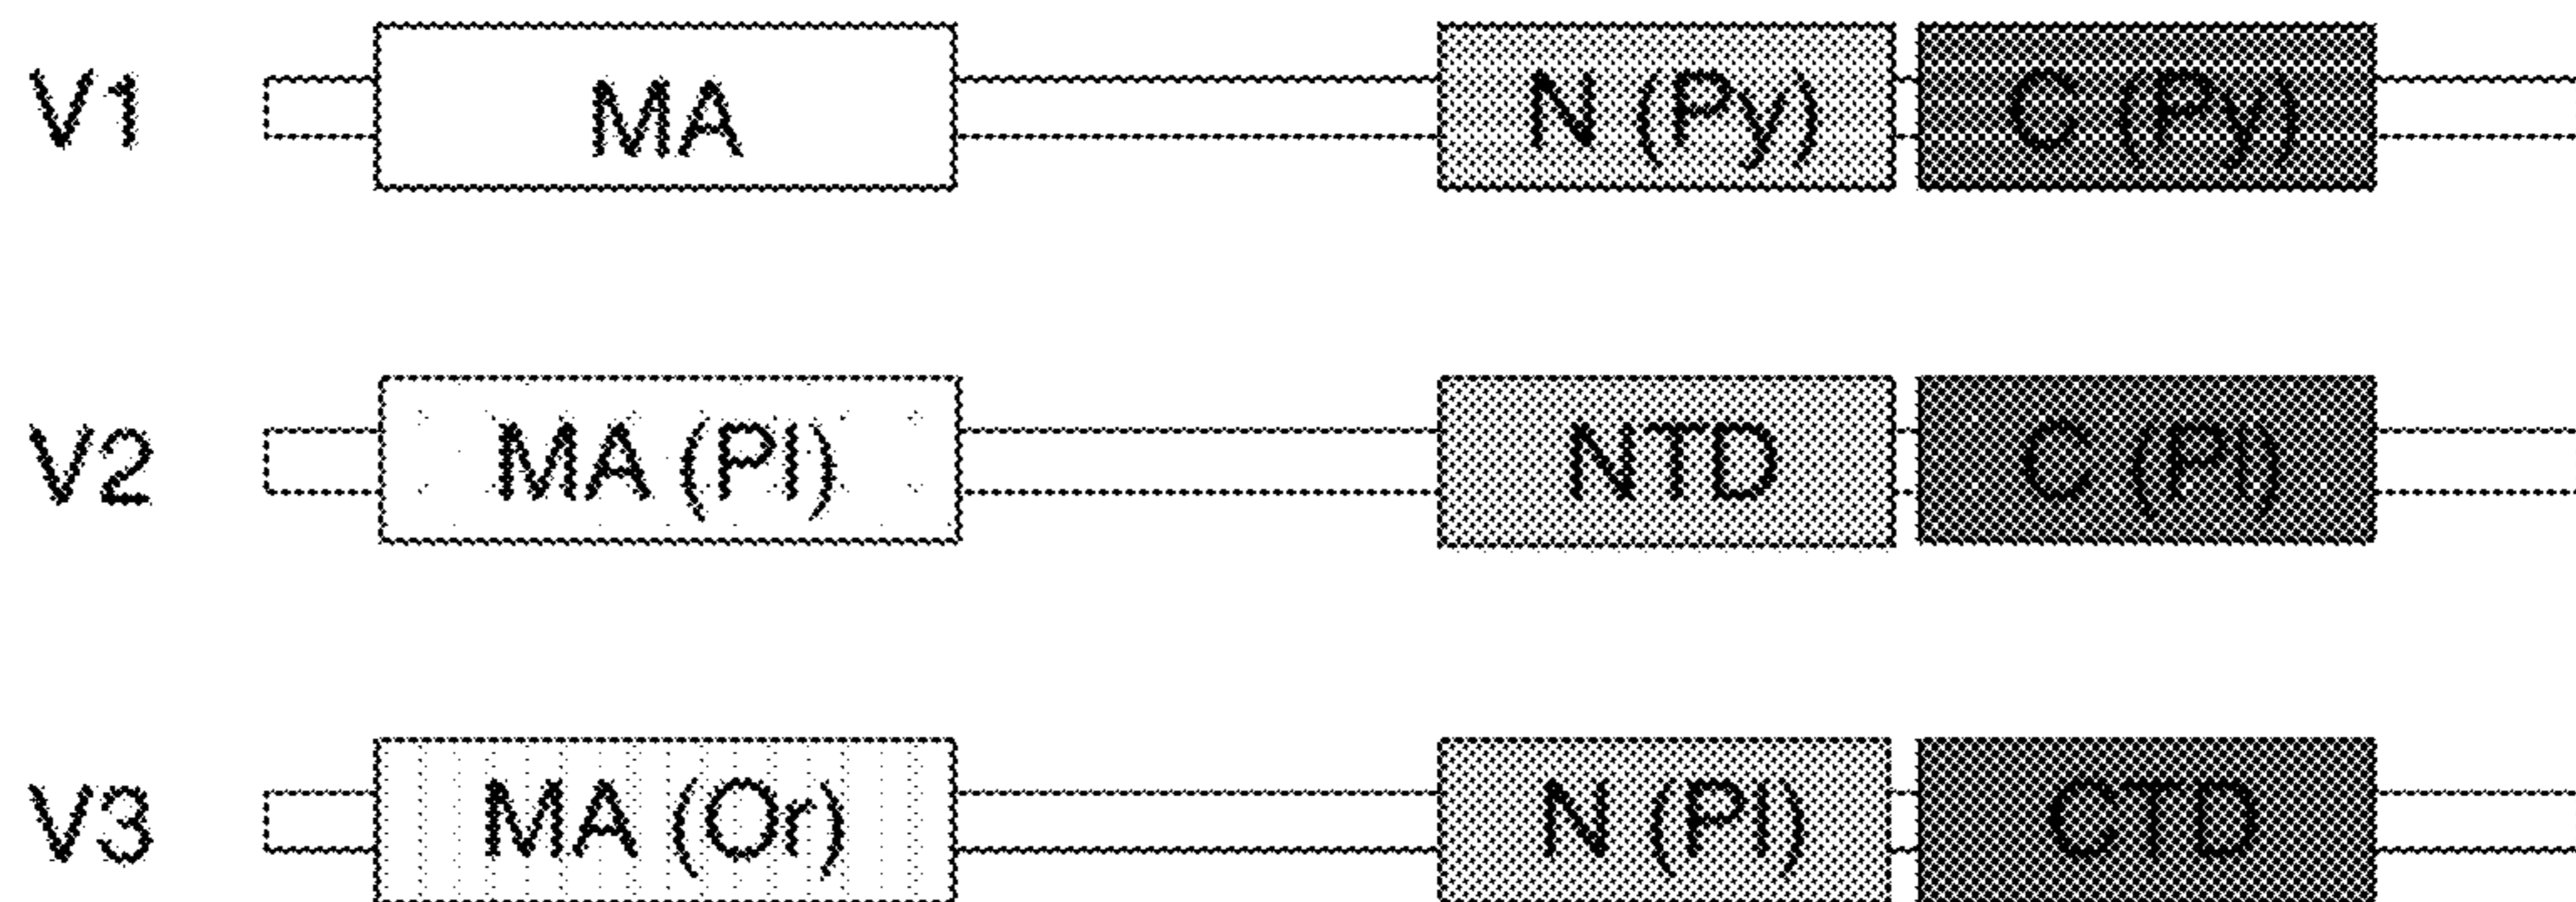 V1 MA N (Py) C (Py)
V2 MA (Pl) NTD C (Pl)
V3 MA (Or) N (Pl) CTD